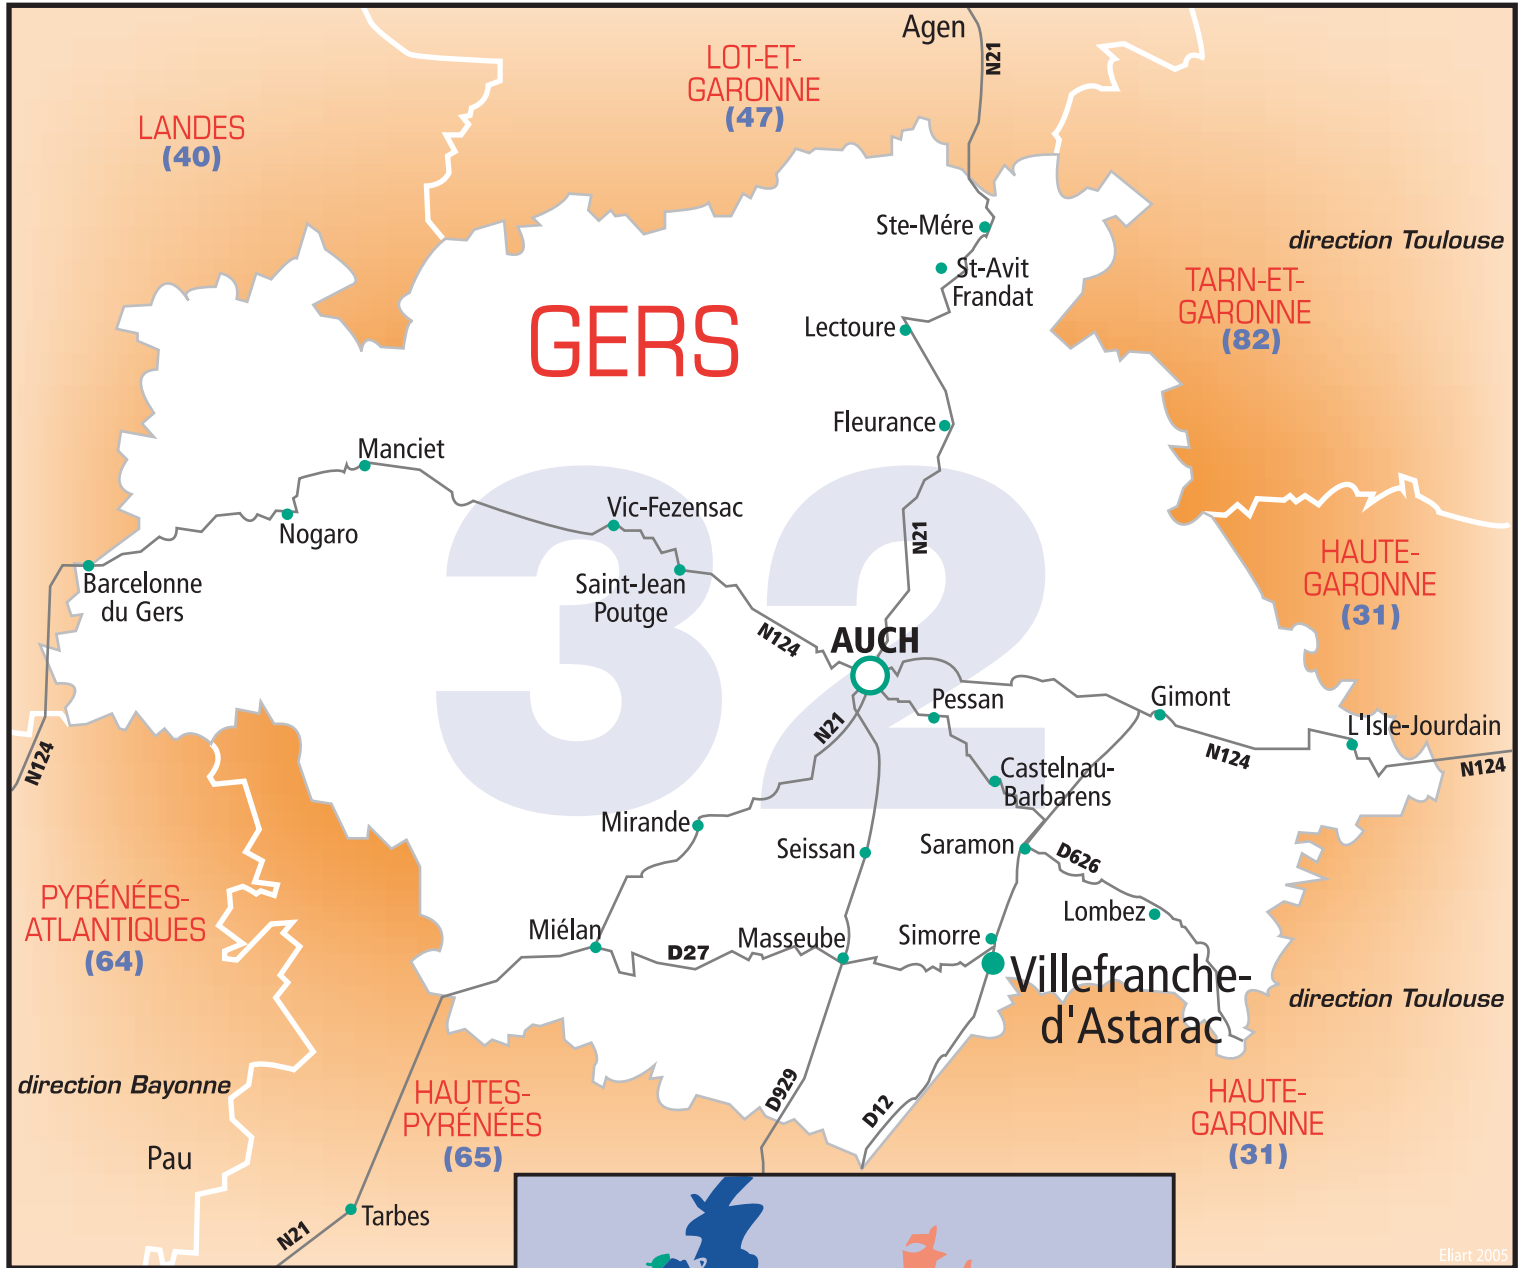 Agen
N21
LOT-ET-
GARONNE
(47)
LANDES
(40)
Ste-Mére
direction Toulouse
St-Avit
Frandat
TARN-ET-
GARONNE
(82)
Lectoure
GERS
Fleurance
Manciet
32
Vic-Fezensac
Nogaro
N21
HAUTE-
GARONNE
(31)
Barcelonne
du Gers
Saint-Jean
Poutge
N124
AUCH
Pessan
Gimont
L'Isle-Jourdain
N21
N124
N124
N124
Castelnau-
Barbarens
Mirande
Seissan
Saramon
D626
PYRÉNÉES-
ATLANTIQUES
(64)
Lombez
Miélan
D27
Masseube
Simorre
Villefranche-
d'Astarac
direction Toulouse
direction Bayonne
HAUTES-
PYRÉNÉES
(65)
D929
D12
HAUTE-
GARONNE
(31)
Pau
Tarbes
N21
Eliart 2005